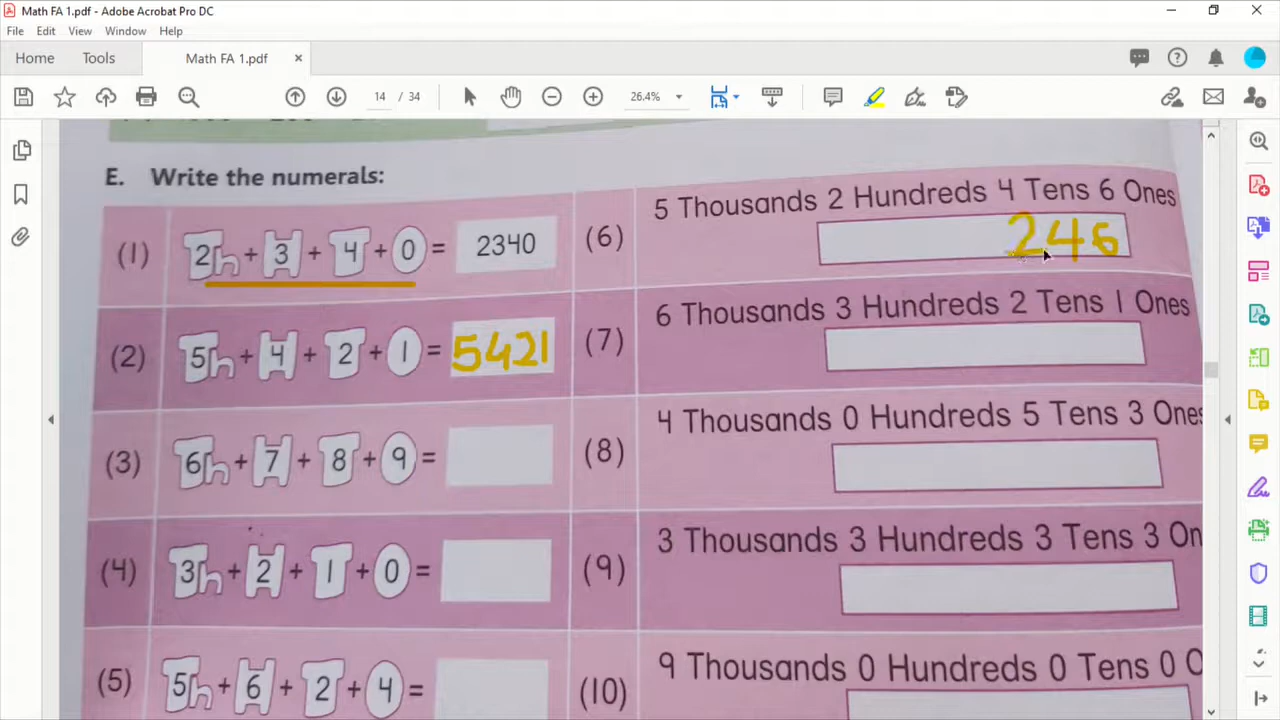 Math FA 1.pdf - Adobe Acrobat Pro DC
File Edit View Window Help
Home Tools Math FA 1.pdf ×
14 / 34 26.4%
E. Write the numerals:
(1) 2h + 3 + 4 + 0 = 2340
(2) 5h + 4 + 2 + 1 = 5421
(3) 6h + 7 + 8 + 9 =
(4) 3h + 2 + 1 + 0 =
(5) 5h + 6 + 2 + 4 =
(6) 5 Thousands 2 Hundreds 4 Tens 6 Ones
246
(7) 6 Thousands 3 Hundreds 2 Tens 1 Ones
(8) 4 Thousands 0 Hundreds 5 Tens 3 Ones
(9) 3 Thousands 3 Hundreds 3 Tens 3 On
(10) 9 Thousands 0 Hundreds 0 Tens 0 O